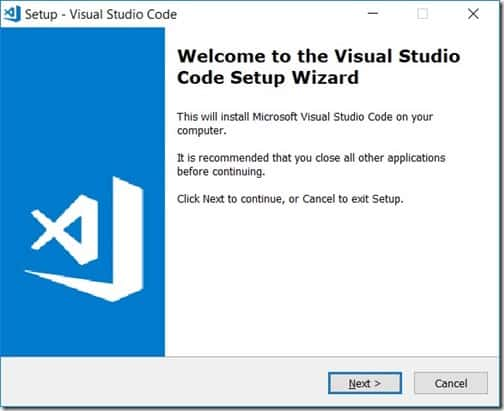 Setup - Visual Studio Code
Welcome to the Visual Studio
Code Setup Wizard
This will install Microsoft Visual Studio Code on your
computer.
It is recommended that you close all other applications
before continuing.
Click Next to continue, or Cancel to exit Setup.
Next >
Cancel